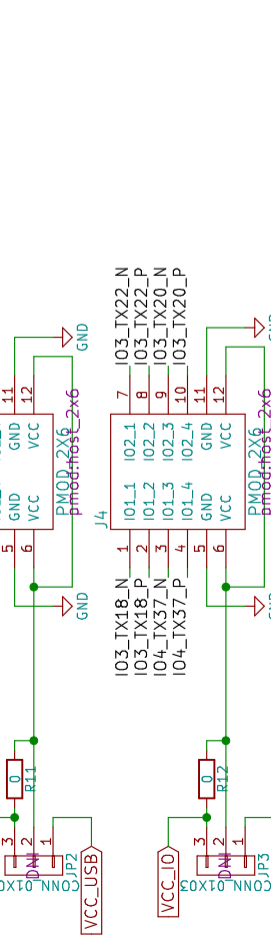 IO3_TX22_N
IO3_TX22_P
IO3_TX20_N
IO3_TX20_P
GND
11
12
GND
VCC
GND
VCC
PMOD_2X6
pmod:host_2x6
5
6
GND
J4
7
8
9
10
11
12
IO2_1
IO2_2
IO2_3
IO2_4
GND
VCC
IO1_1
IO1_2
IO1_3
IO1_4
GND
VCC
PMOD_2X6
pmod:host_2x6
1
2
3
4
5
6
IO3_TX18_N
IO3_TX18_P
IO4_TX37_N
IO4_TX37_P
0
R11
0
R12
3
2
1
DNI
JP2
CONN_01X03
VCC_USB
VCC_IO
3
2
1
DNI
JP3
CONN_01X03